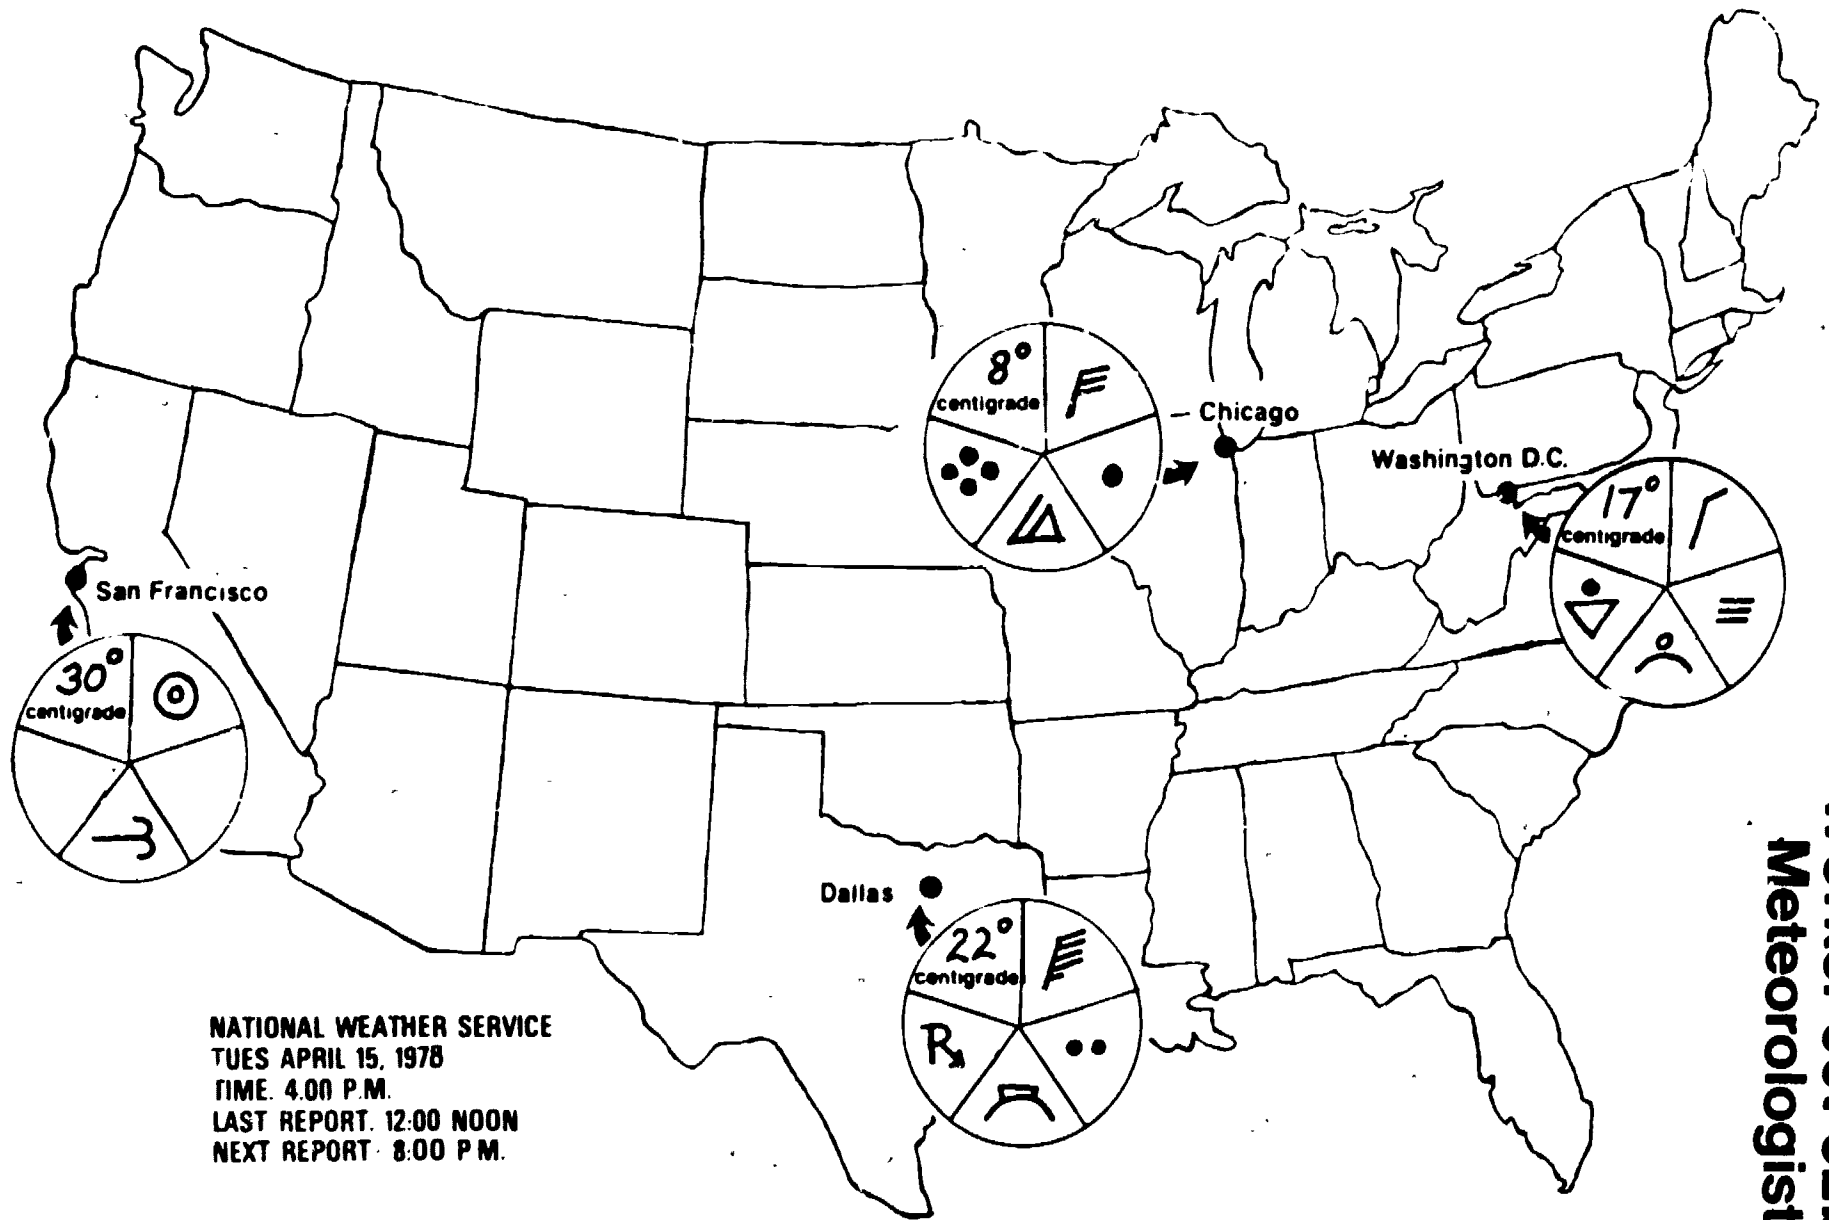 8°
centigrade
Chicago
Washington D.C.
17°
centigrade
San Francisco
30°
centigrade
Dallas
22°
centigrade
R
NATIONAL WEATHER SERVICE
TUES APRIL 15, 1978
TIME. 4.00 P.M.
LAST REPORT. 12:00 NOON
NEXT REPORT · 8:00 P M.
Meteorologist